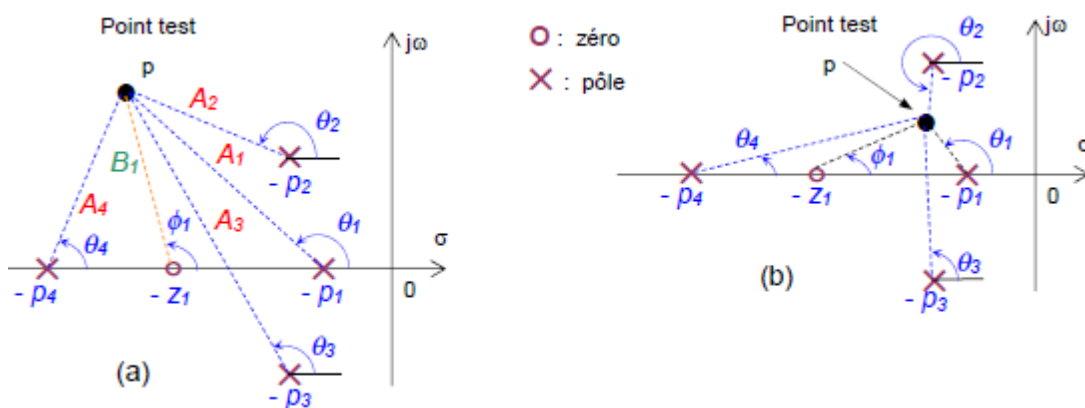 Point test
jω
p
A2
θ2
A1
B1
- p2
A4
A3
θ1
ϕ1
θ4
σ
- p4
- z1
- p1
0
θ3
(a)
- p3
O : zéro
X : pôle
Point test
jω
θ2
p
- p2
θ4
θ1
ϕ1
σ
- p4
- z1
- p1
0
θ3
(b)
- p3